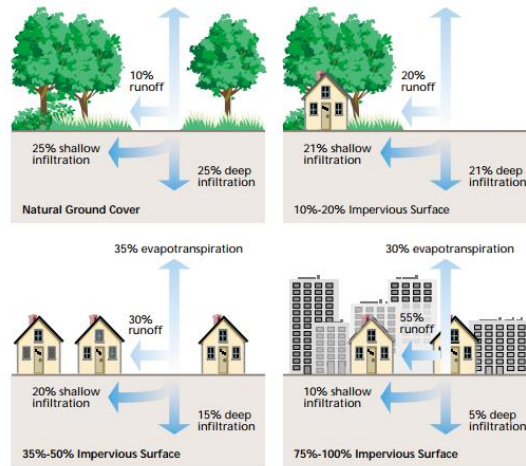 10%
runoff
25% shallow
infiltration
25% deep
infiltration
Natural Ground Cover
20%
runoff
21% shallow
infiltration
21% deep
infiltration
10%-20% Impervious Surface
35% evapotranspiration
30%
runoff
20% shallow
infiltration
15% deep
infiltration
35%-50% Impervious Surface
30% evapotranspiration
55%
runoff
10% shallow
infiltration
5% deep
infiltration
75%-100% Impervious Surface